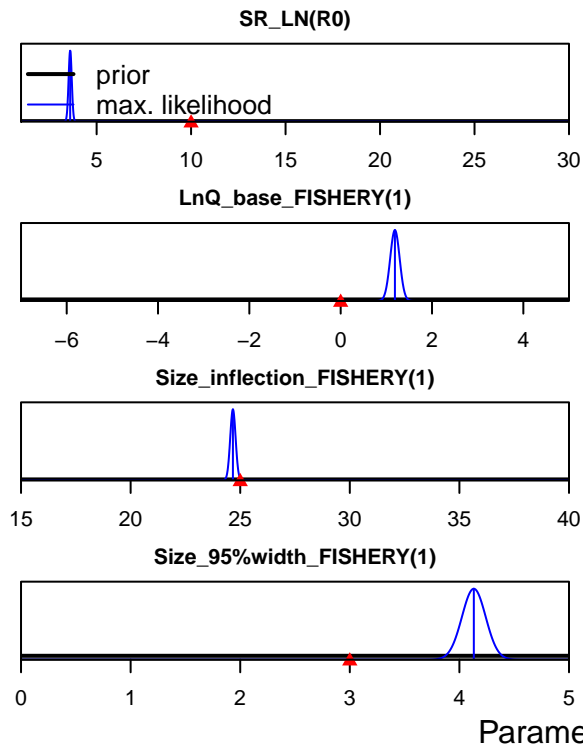 SR_LN(R0)
prior
max. likelihood
5 10 15 20 25 30
LnQ_base_FISHERY(1)
−6 −4 −2 0 2 4
Size_inflection_FISHERY(1)
15 20 25 30 35 40
Size_95%width_FISHERY(1)
0 1 2 3 4 5
Parame